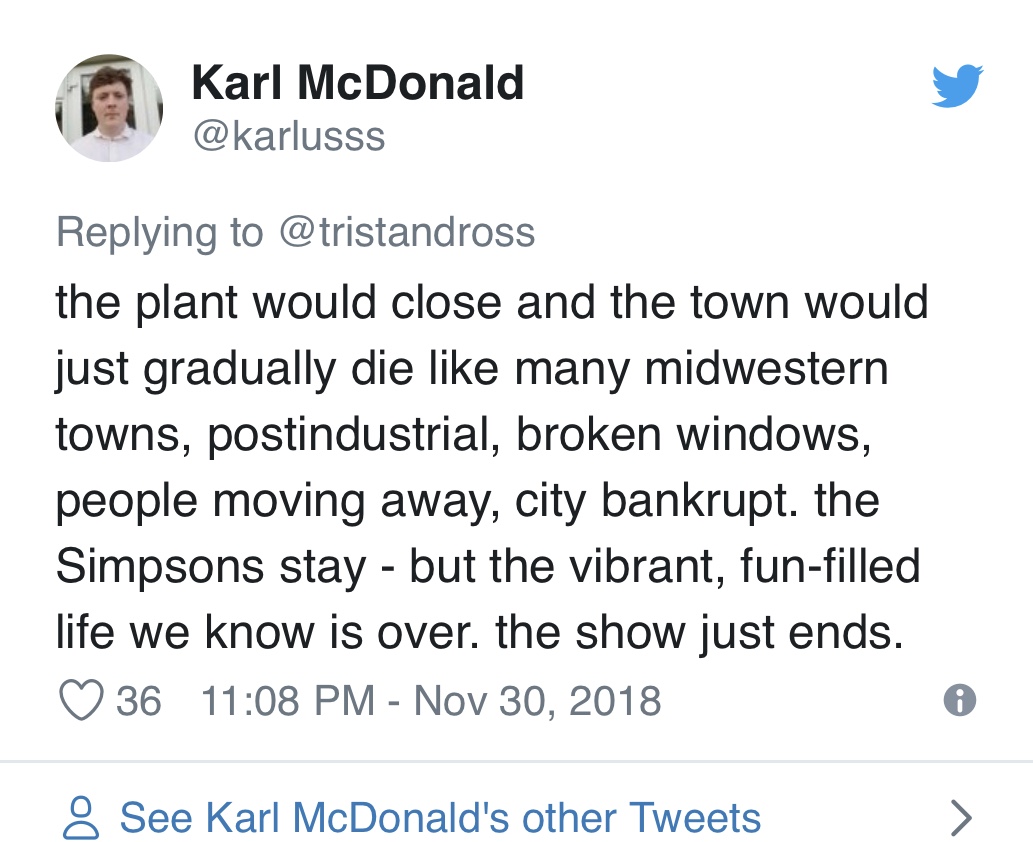 Karl McDonald
@karlusss
Replying to @tristandross
the plant would close and the town would
just gradually die like many midwestern
towns, postindustrial, broken windows,
people moving away, city bankrupt. the
Simpsons stay - but the vibrant, fun-filled
life we know is over. the show just ends.
36 11:08 PM - Nov 30, 2018
See Karl McDonald's other Tweets